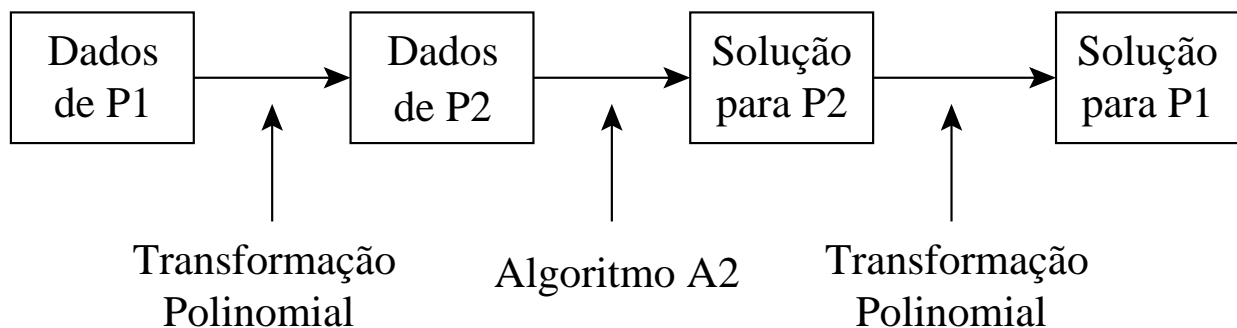 Dados
de P1
Dados
de P2
Solução
para P2
Solução
para P1
Transformação
Polinomial
Algoritmo A2
Transformação
Polinomial